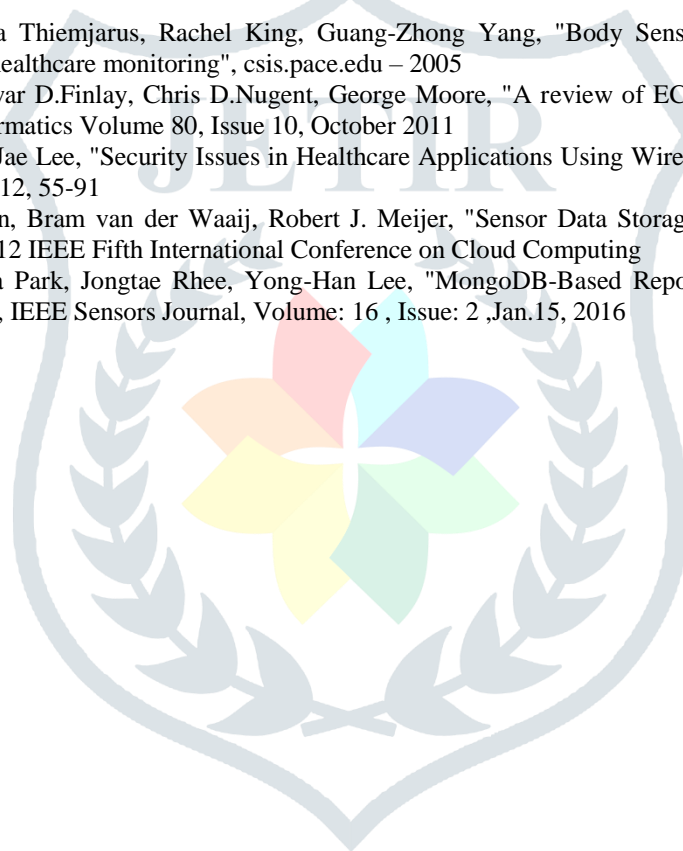 Thiemjarus, Rachel King, Guang-Zhong Yang, "Body Sens
ealthcare monitoring", csis.pace.edu – 2005
var D.Finlay, Chris D.Nugent, George Moore, "A review of EC
rmatics Volume 80, Issue 10, October 2011
Jae Lee, "Security Issues in Healthcare Applications Using Wire
12, 55-91
n, Bram van der Waaij, Robert J. Meijer, "Sensor Data Storag
12 IEEE Fifth International Conference on Cloud Computing
a Park, Jongtae Rhee, Yong-Han Lee, "MongoDB-Based Repo
, IEEE Sensors Journal, Volume: 16 , Issue: 2 ,Jan.15, 2016
JETIR